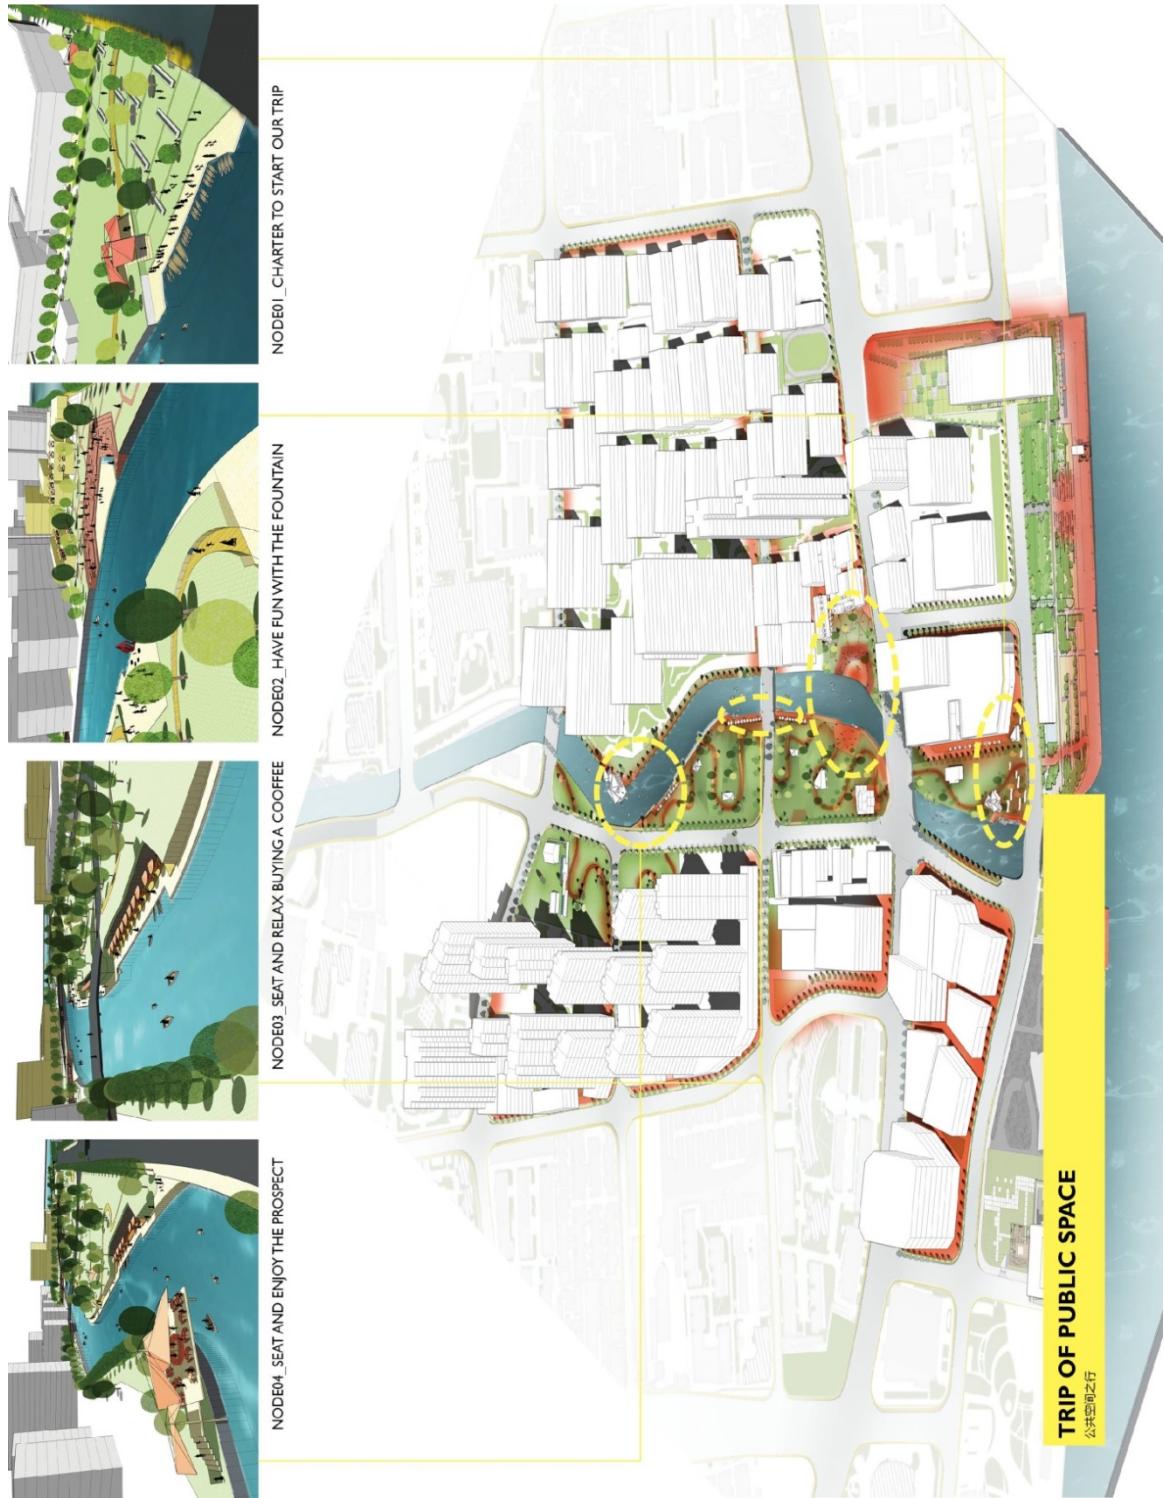 NODE04_SEAT AND ENJOY THE PROSPECT
NODE03_SEAT AND RELAX BUYING A COOFFEE
NODE02_HAVE FUN WITH THE FOUNTAIN
NODE01_CHARTER TO START OUR TRIP
TRIP OF PUBLIC SPACE
公共空间之行